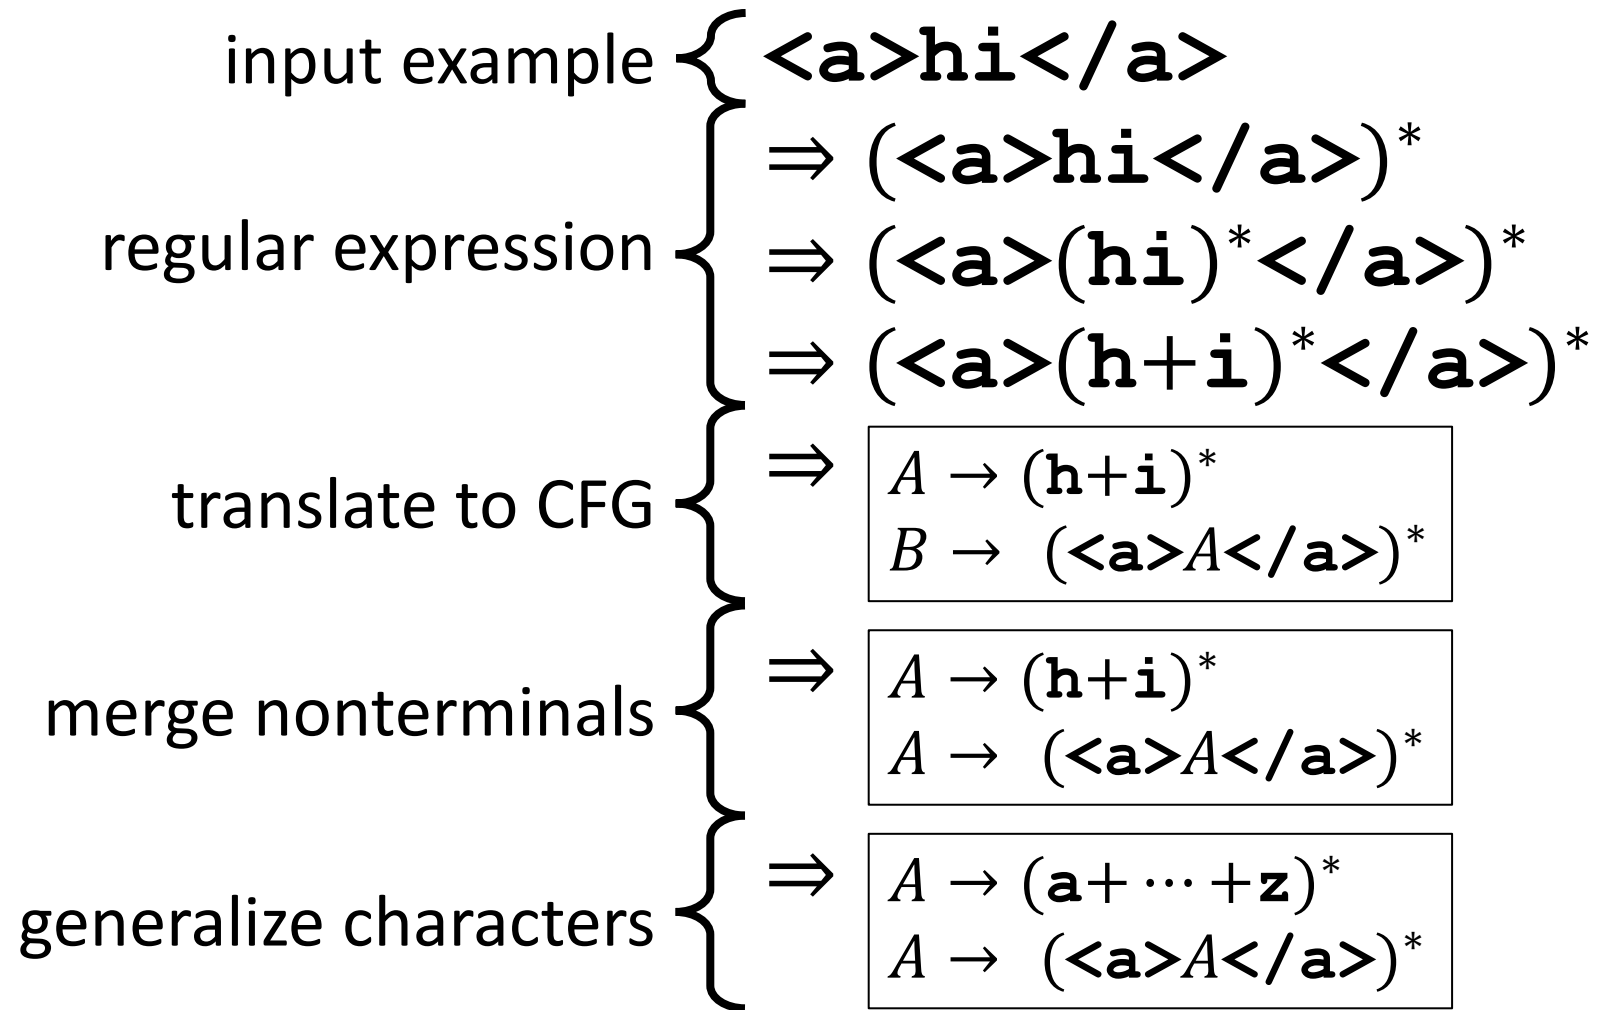 input example <a>hi</a>
⇒ (<a>hi</a>)*
regular expression ⇒ (<a>(hi)*</a>)*
⇒ (<a>(h+i)*</a>)*
translate to CFG ⇒ A → (h+i)*
B → (<a>A</a>)*
merge nonterminals ⇒ A → (h+i)*
A → (<a>A</a>)*
generalize characters ⇒ A → (a+ ⋯ +z)*
A → (<a>A</a>)*